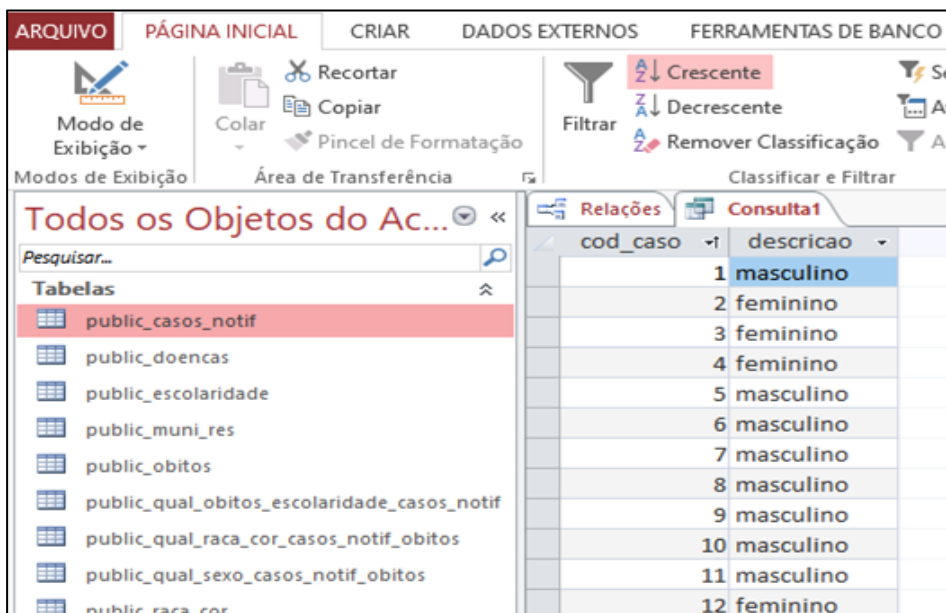 ARQUIVO PÁGINA INICIAL CRIAR DADOS EXTERNOS FERRAMENTAS DE BANCO
Modo de
Exibição
Modos de Exibição
Colar
Recortar
Copiar
Pincel de Formatação
Área de Transferência
Filtrar
Crescente
Decrescente
Remover Classificação
Classificar e Filtrar
Todos os Objetos do Ac...
Pesquisar...
Tabelas
public_casos_notif
public_doencas
public_escolaridade
public_muni_res
public_obitos
public_qual_obitos_escolaridade_casos_notif
public_qual_raca_cor_casos_notif_obitos
public_qual_sexo_casos_notif_obitos
public_raca_cor
Relações Consulta1
cod_caso descricao
1 masculino
2 feminino
3 feminino
4 feminino
5 masculino
6 masculino
7 masculino
8 masculino
9 masculino
10 masculino
11 masculino
12 feminino